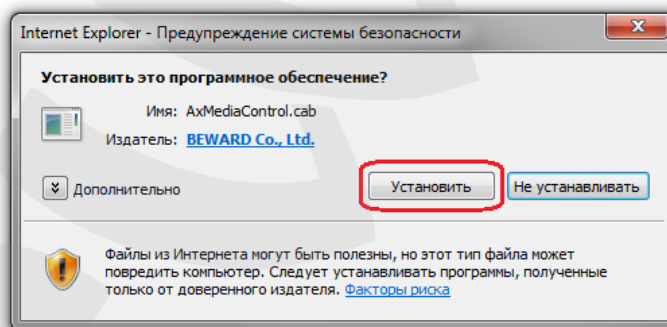 Internet Explorer - Предупреждение системы безопасности
Установить это программное обеспечение?
Имя: AxMediaControl.cab
Издатель: BEWARD Co., Ltd.
Дополнительно
Установить
Не устанавливать
Файлы из Интернета могут быть полезны, но этот тип файла может
повредить компьютер. Следует устанавливать программы, полученные
только от доверенного издателя. Факторы риска